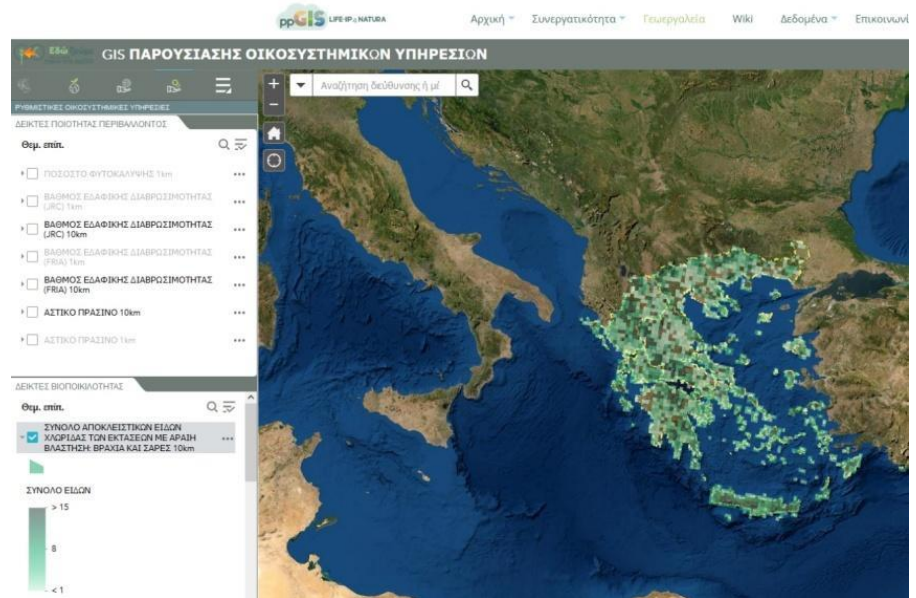 ppGIS LIFE-IP 4 NATURA
Αρχική Συνεργατικότητα Γεωεργαλεία Wiki Δεδομένα Επικοινωνί
GIS ΠΑΡΟΥΣΙΑΣΗΣ ΟΙΚΟΣΥΣΤΗΜΙΚΩΝ ΥΠΗΡΕΣΙΩΝ
Αναζήτηση διεύθυνσης ή μέ
ΡΥΘΜΙΣΤΙΚΕΣ ΟΙΚΟΣΥΣΤΗΜΙΚΕΣ ΥΠΗΡΕΣΙΕΣ
ΔΕΙΚΤΕΣ ΠΟΙΟΤΗΤΑΣ ΠΕΡΙΒΑΛΛΟΝΤΟΣ
Θεμ. επίπ.
ΠΟΣΟΣΤΟ ΦΥΤΟΚΑΛΥΨΗΣ 1km
ΒΑΘΜΟΣ ΕΔΑΦΙΚΗΣ ΔΙΑΒΡΩΣΙΜΟΤΗΤΑΣ
(JRC) 1km
ΒΑΘΜΟΣ ΕΔΑΦΙΚΗΣ ΔΙΑΒΡΩΣΙΜΟΤΗΤΑΣ
(JRC) 10km
ΒΑΘΜΟΣ ΕΔΑΦΙΚΗΣ ΔΙΑΒΡΩΣΙΜΟΤΗΤΑΣ
(FRIA) 1km
ΒΑΘΜΟΣ ΕΔΑΦΙΚΗΣ ΔΙΑΒΡΩΣΙΜΟΤΗΤΑΣ
(FRIA) 10km
ΑΣΤΙΚΟ ΠΡΑΣΙΝΟ 10km
ΑΣΤΙΚΟ ΠΡΑΣΙΝΟ 1km
ΔΕΙΚΤΕΣ ΒΙΟΠΟΙΚΙΛΟΤΗΤΑΣ
Θεμ. επίπ.
ΣΥΝΟΛΟ ΑΠΟΚΛΕΙΣΤΙΚΩΝ ΕΙΔΩΝ
ΧΛΩΡΙΔΑΣ ΤΩΝ ΕΚΤΑΣΕΩΝ ΜΕ ΑΡΑΙΗ
ΒΛΑΣΤΗΣΗ: ΒΡΑΧΙΑ ΚΑΙ ΣΑΡΕΣ 10km
ΣΥΝΟΛΟ ΕΙΔΩΝ
> 15
8
< 1